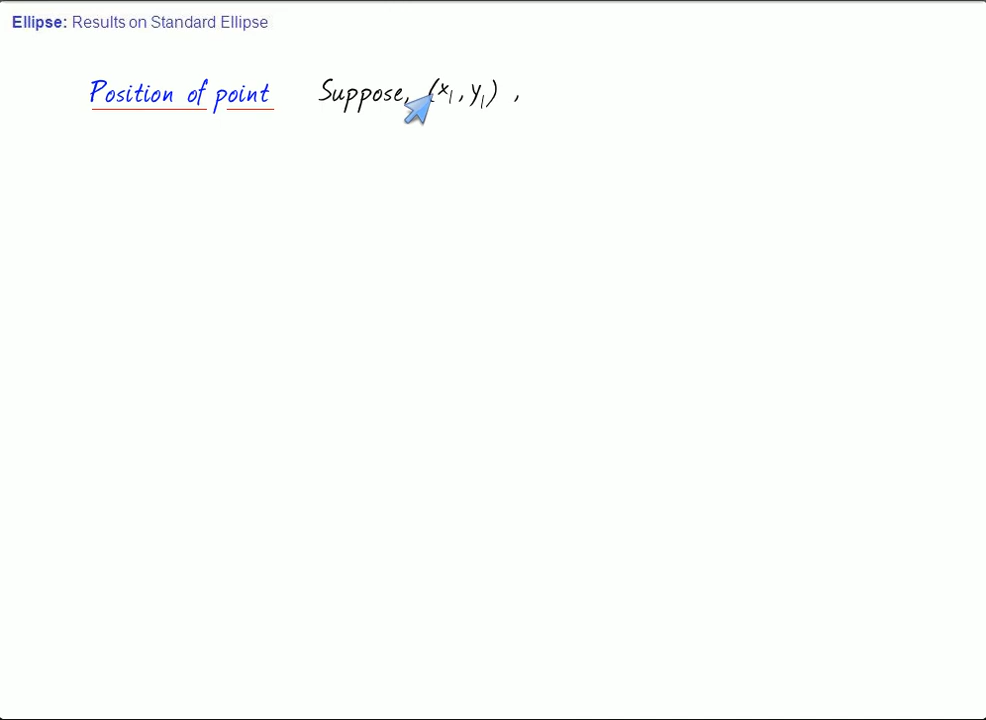 Ellipse: Results on Standard Ellipse
Position of point Suppose, (x₁, y₁) ,